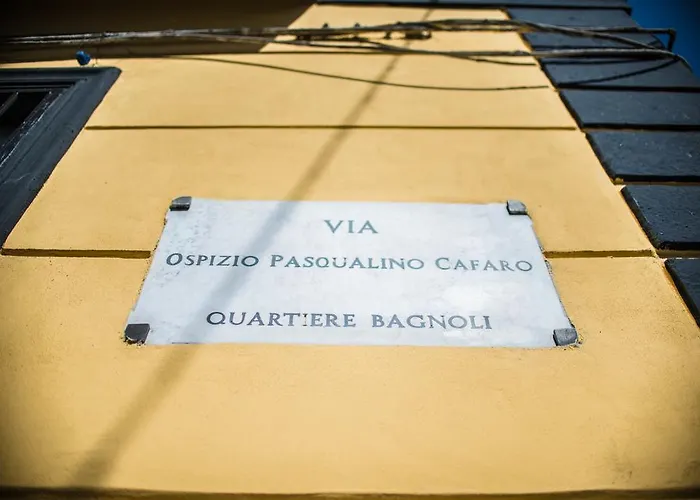 VIA
OSPIZIO PASQUALINO CAFARO
QUARTIERE BAGNOLI